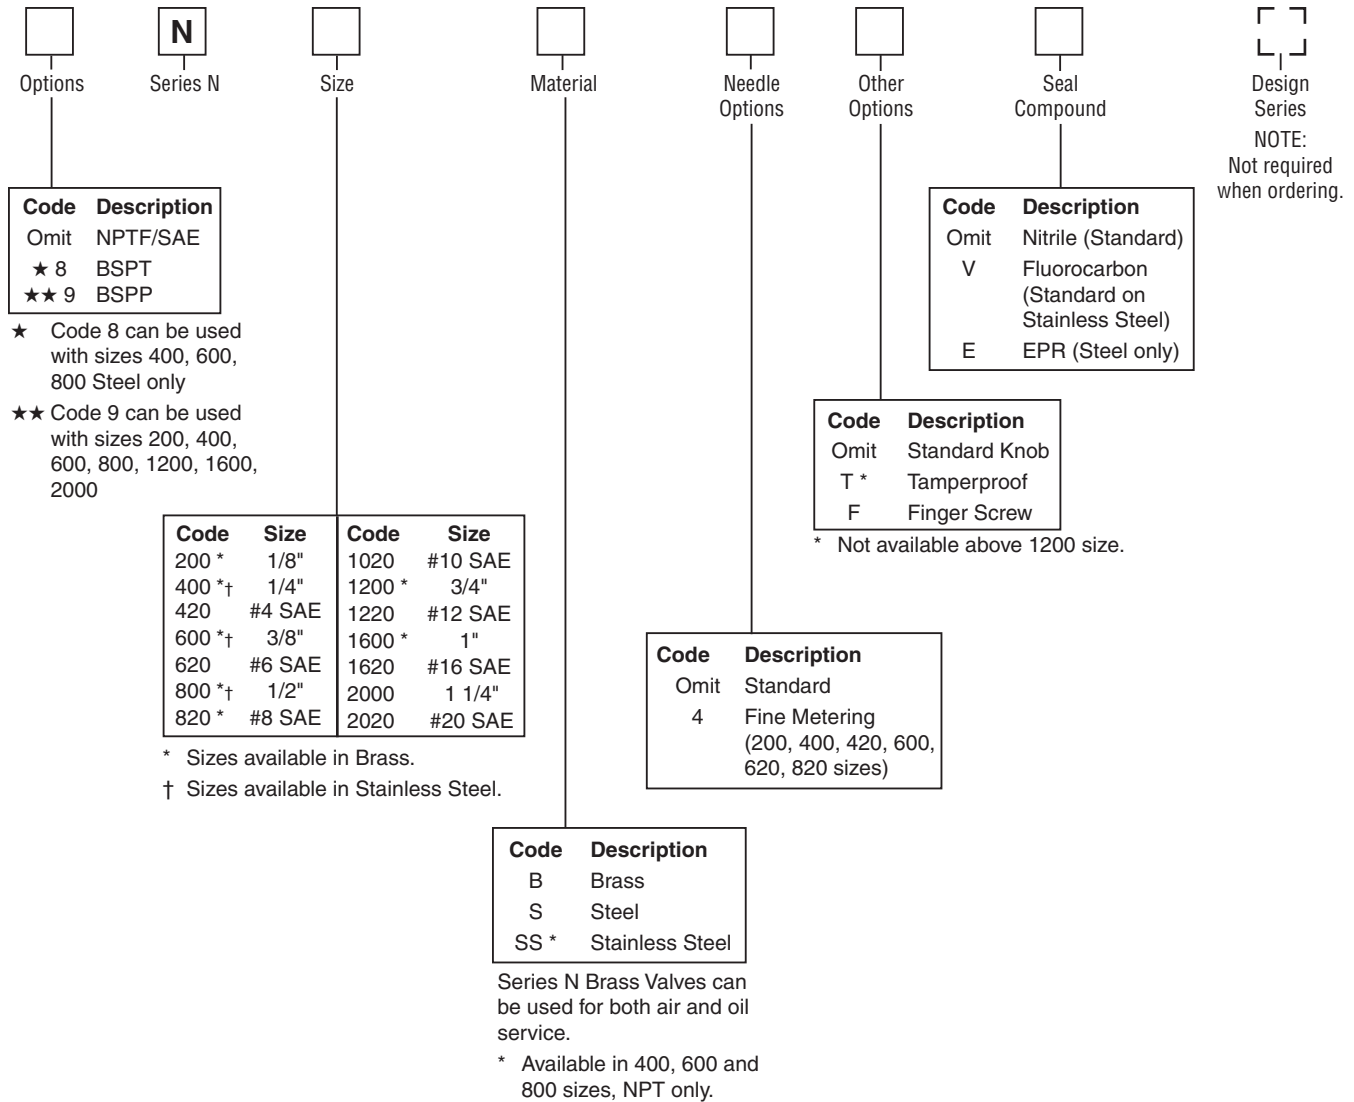 N
Options
Series N
Size
Material
Needle
Options
Other
Options
Seal
Compound
Design
Series
NOTE:
Not required
when ordering.
Code Description
Omit NPTF/SAE
★ 8 BSPT
★★ 9 BSPP
★ Code 8 can be used
with sizes 400, 600,
800 Steel only
★★ Code 9 can be used
with sizes 200, 400,
600, 800, 1200, 1600,
2000
Code Description
Omit Nitrile (Standard)
V Fluorocarbon
(Standard on
Stainless Steel)
E EPR (Steel only)
Code Description
Omit Standard Knob
T * Tamperproof
F Finger Screw
* Not available above 1200 size.
Code Size Code Size
200 * 1/8" 1020 #10 SAE
400 *† 1/4" 1200 * 3/4"
420 #4 SAE 1220 #12 SAE
600 *† 3/8" 1600 * 1"
620 #6 SAE 1620 #16 SAE
800 *† 1/2" 2000 1 1/4"
820 * #8 SAE 2020 #20 SAE
* Sizes available in Brass.
† Sizes available in Stainless Steel.
Code Description
Omit Standard
4 Fine Metering
(200, 400, 420, 600,
620, 820 sizes)
Code Description
B Brass
S Steel
SS * Stainless Steel
Series N Brass Valves can
be used for both air and oil
service.
* Available in 400, 600 and
800 sizes, NPT only.